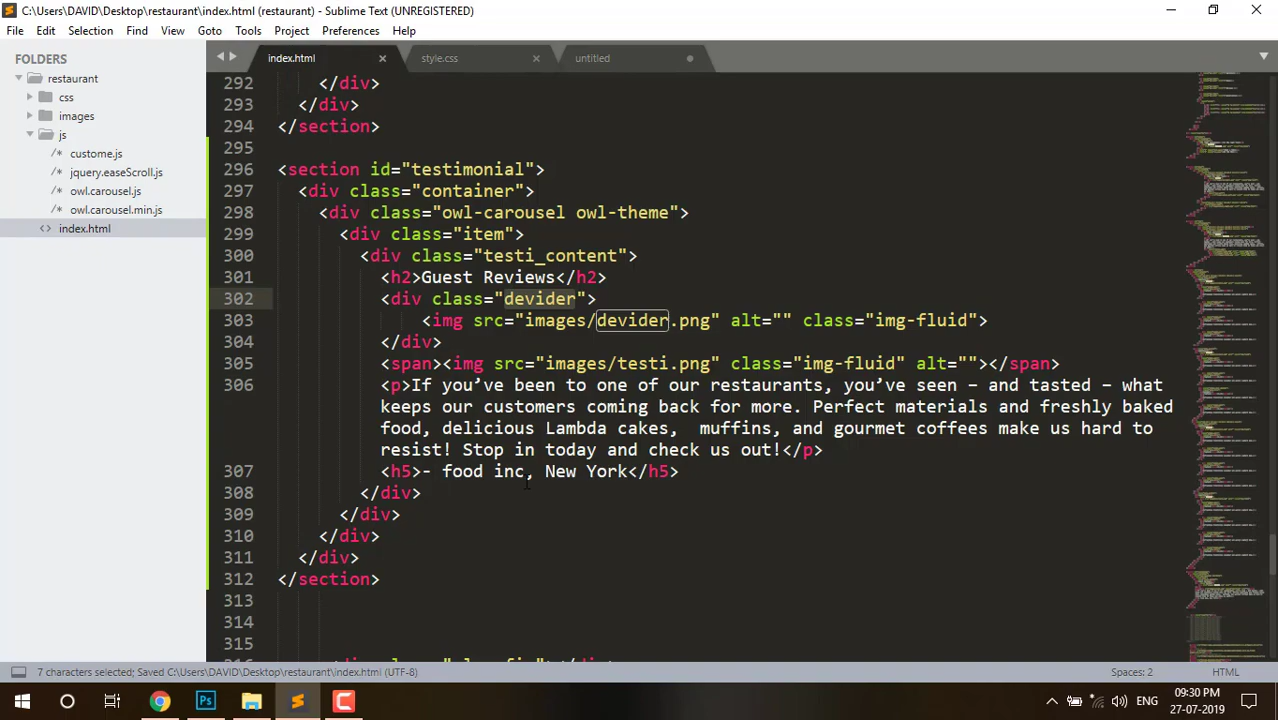 C:\Users\DAVID\Desktop\restaurant\index.html (restaurant) - Sublime Text (UNREGISTERED)
File Edit Selection Find View Goto Tools Project Preferences Help
FOLDERS
restaurant
css
images
js
/* custome.js
/* jquery.easeScroll.js
/* owl.carousel.js
/* owl.carousel.min.js
<> index.html
index.html × style.css × untitled
292 </div>
293 </div>
294 </section>
295
296 <section id="testimonial">
297 <div class="container">
298 <div class="owl-carousel owl-theme">
299 <div class="item">
300 <div class="testi_content">
301 <h2>Guest Reviews</h2>
302 <div class="devider">
303 <img src="images/devider.png" alt="" class="img-fluid">
304 </div>
305 <span><img src="images/testi.png" class="img-fluid" alt=""></span>
306 <p>If you’ve been to one of our restaurants, you’ve seen – and tasted – what
keeps our customers coming back for more. Perfect materials and freshly baked
food, delicious Lambda cakes,  muffins, and gourmet coffees make us hard to
resist! Stop in today and check us out!</p>
307 <h5>- food inc, New York</h5>
308 </div>
309 </div>
310 </div>
311 </div>
312 </section>
313
314
315
7 characters selected; Saved C:\Users\DAVID\Desktop\restaurant\index.html (UTF-8) Spaces: 2 HTML
Ps ENG 09:30 PM
27-07-2019